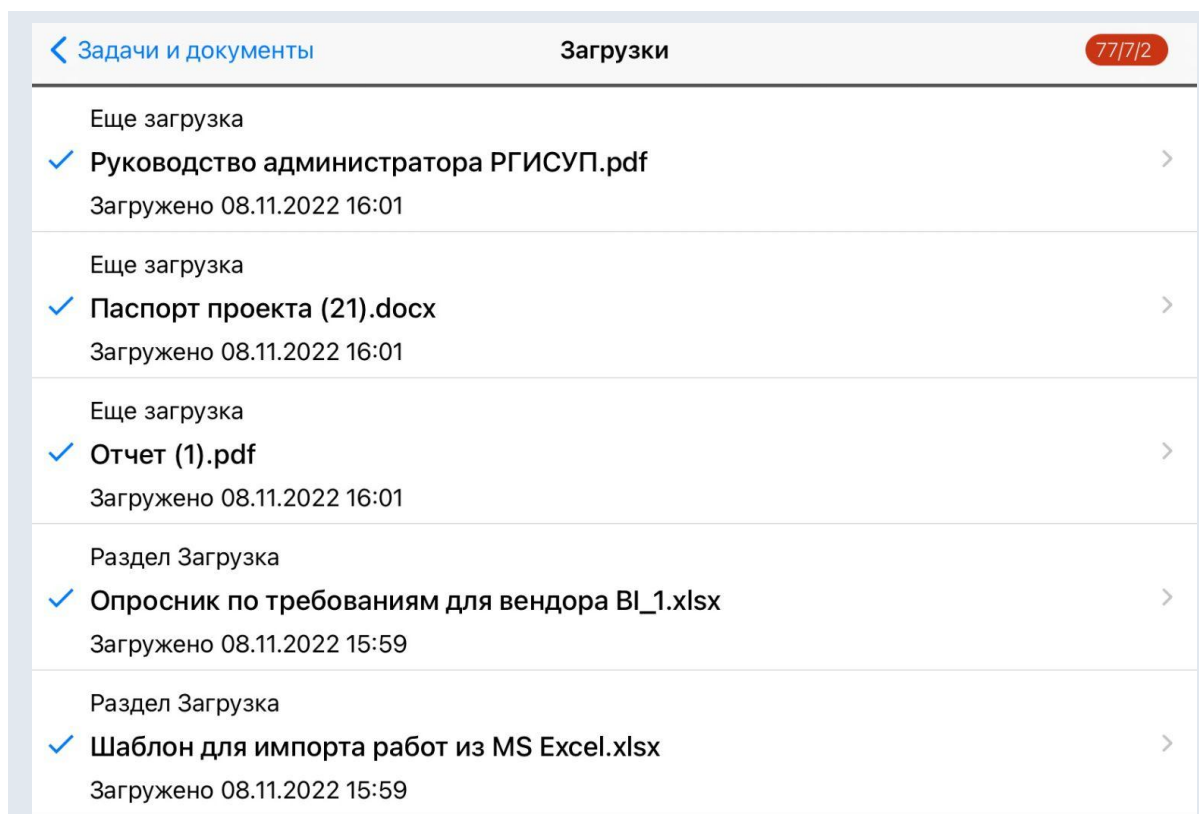 Задачи и документы
Загрузки
77/7/2
Еще загрузка
Руководство администратора РГИСУП.pdf
Загружено 08.11.2022 16:01
Еще загрузка
Паспорт проекта (21).docx
Загружено 08.11.2022 16:01
Еще загрузка
Отчет (1).pdf
Загружено 08.11.2022 16:01
Раздел Загрузка
Опросник по требованиям для вендора BI_1.xlsx
Загружено 08.11.2022 15:59
Раздел Загрузка
Шаблон для импорта работ из MS Excel.xlsx
Загружено 08.11.2022 15:59